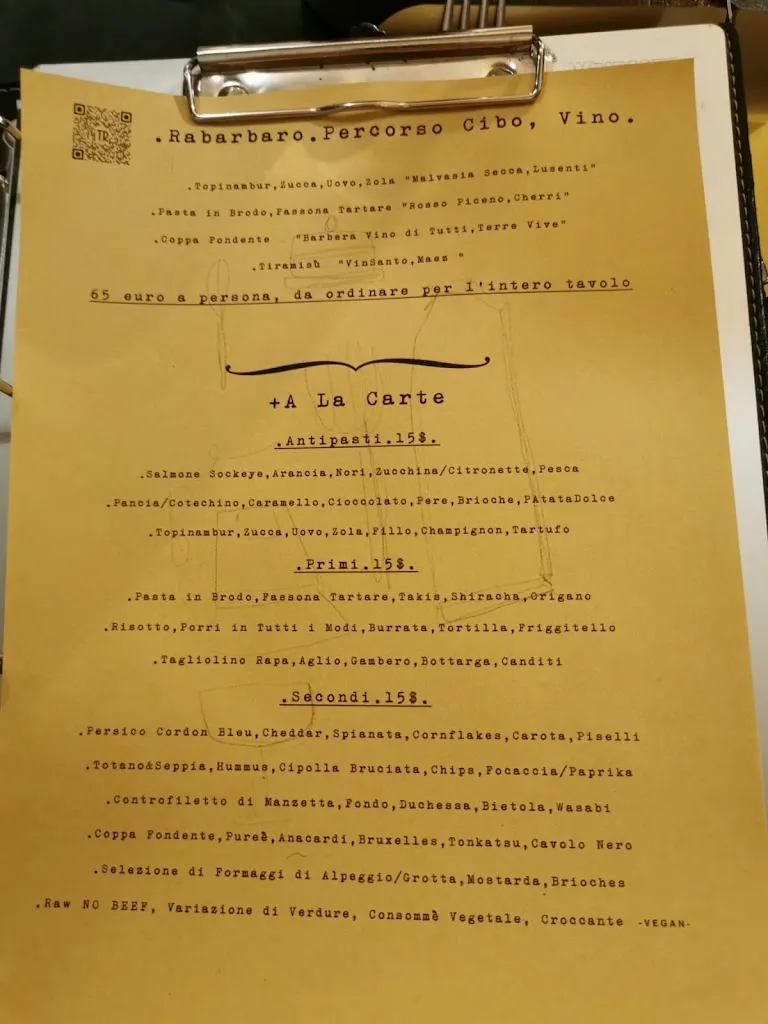 .Rabarbaro.Percorso Cibo, Vino.
.Topinambur,Zucca,Uovo,Zola "Malvasia Secca,Lusenti"
.Pasta in Brodo,Fassona Tartare "Rosso Piceno,Cherri"
.Coppa Fondente "Barbera Vino di Tutti,Terre Vive"
.Tiramisù "VinSanto,Maez "
65 euro a persona, da ordinare per l'intero tavolo
+A La Carte
.Antipasti.15$.
.Salmone Sockeye,Arancia,Nori,Zucchina/Citronette,Pesca
.Pancia/Cotechino,Caramello,Cioccolato,Pere,Brioche,PAtataDolce
.Topinambur,Zucca,Uovo,Zola,Fillo,Champignon,Tartufo
.Primi.15$.
.Pasta in Brodo,Fassona Tartare,Takis,Shiracha,Origano
.Risotto,Porri in Tutti i Modi,Burrata,Tortilla,Friggitello
.Tagliolino Rapa,Aglio,Gambero,Bottarga,Canditi
.Secondi.15$.
.Persico Cordon Bleu,Cheddar,Spianata,Cornflakes,Carota,Piselli
.Totano&Seppia,Hummus,Cipolla Bruciata,Chips,Focaccia/Paprika
.Controfiletto di Manzetta,Fondo,Duchessa,Bietola,Wasabi
.Coppa Fondente,Pureè,Anacardi,Bruxelles,Tonkatsu,Cavolo Nero
.Selezione di Formaggi di Alpeggio/Grotta,Mostarda,Brioches
.Raw NO BEEF, Variazione di Verdure, Consommè Vegetale, Croccante -VEGAN-